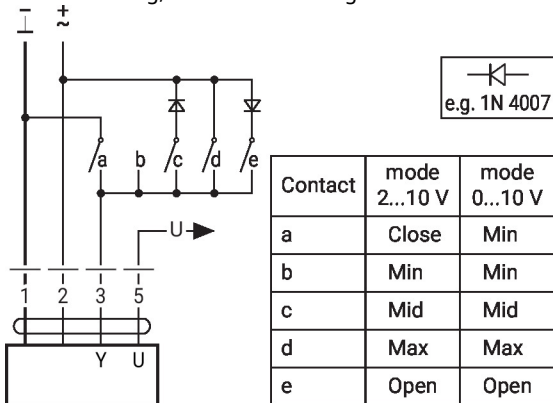 − +
⊥ ~
e.g. 1N 4007
a b c d e
U
1 2 3 5
Y U
Contact mode 2...10 V mode 0...10 V
a Close Min
b Min Min
c Mid Mid
d Max Max
e Open Open